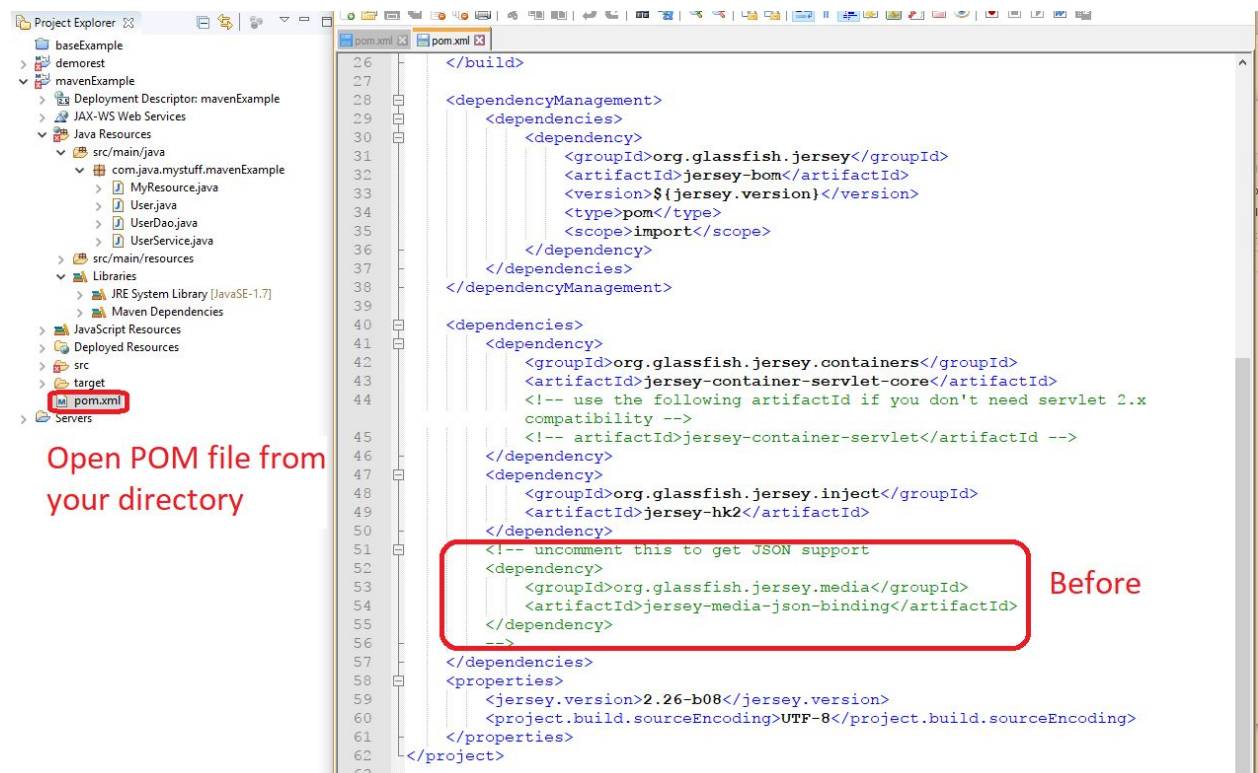 Project Explorer
baseExample
demorest
mavenExample
Deployment Descriptor: mavenExample
JAX-WS Web Services
Java Resources
src/main/java
com.java.mystuff.mavenExample
MyResource.java
User.java
UserDao.java
UserService.java
src/main/resources
Libraries
JRE System Library [JavaSE-1.7]
Maven Dependencies
JavaScript Resources
Deployed Resources
src
target
pom.xml
Servers
Open POM file from
your directory
pom.xml
pom.xml
26 </build>
27
28 <dependencyManagement>
29 <dependencies>
30 <dependency>
31 <groupId>org.glassfish.jersey</groupId>
32 <artifactId>jersey-bom</artifactId>
33 <version>${jersey.version}</version>
34 <type>pom</type>
35 <scope>import</scope>
36 </dependency>
37 </dependencies>
38 </dependencyManagement>
39
40 <dependencies>
41 <dependency>
42 <groupId>org.glassfish.jersey.containers</groupId>
43 <artifactId>jersey-container-servlet-core</artifactId>
44 <!-- use the following artifactId if you don't need servlet 2.x
compatibility -->
45 <!-- artifactId>jersey-container-servlet</artifactId -->
46 </dependency>
47 <dependency>
48 <groupId>org.glassfish.jersey.inject</groupId>
49 <artifactId>jersey-hk2</artifactId>
50 </dependency>
51 <!-- uncomment this to get JSON support
52 <dependency>
53 <groupId>org.glassfish.jersey.media</groupId>
54 <artifactId>jersey-media-json-binding</artifactId>
55 </dependency>
56 -->
57 </dependencies>
58 <properties>
59 <jersey.version>2.26-b08</jersey.version>
60 <project.build.sourceEncoding>UTF-8</project.build.sourceEncoding>
61 </properties>
62 </project>
Before